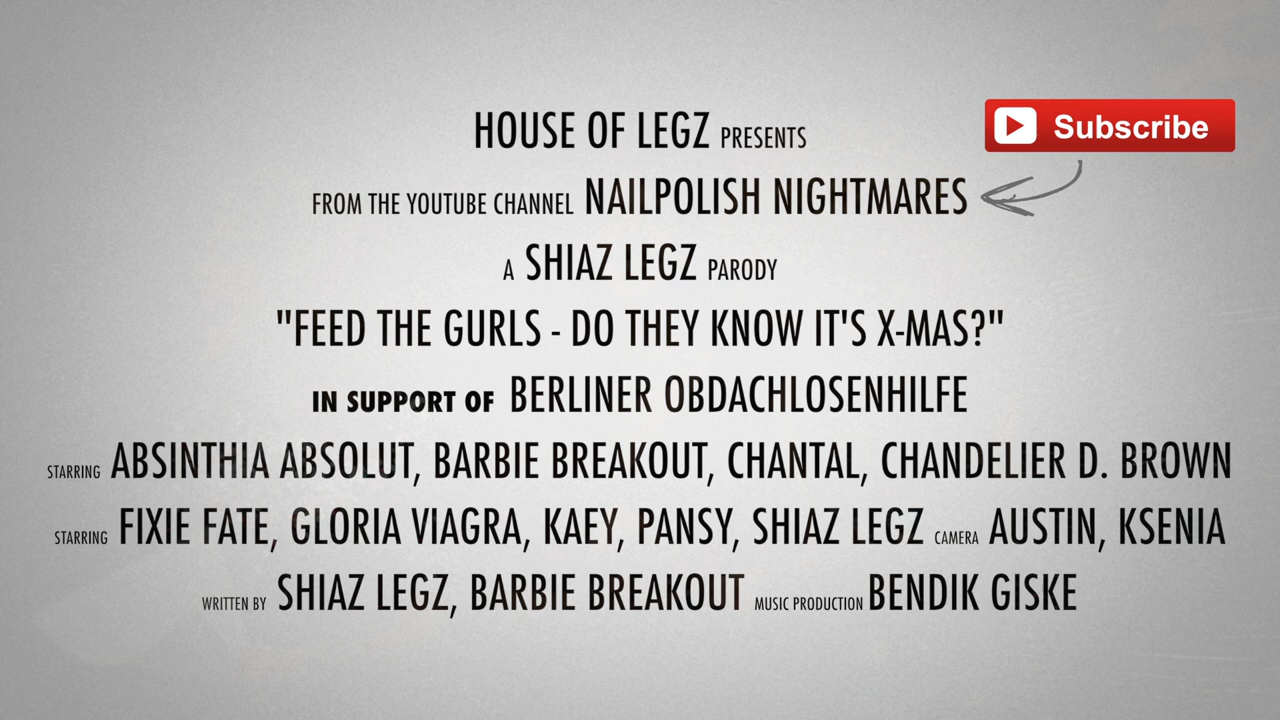 HOUSE OF LEGZ PRESENTS
Subscribe
FROM THE YOUTUBE CHANNEL NAILPOLISH NIGHTMARES
A SHIAZ LEGZ PARODY
"FEED THE GURLS - DO THEY KNOW IT'S X-MAS?"
IN SUPPORT OF BERLINER OBDACHLOSENHILFE
STARRING ABSINTHIA ABSOLUT, BARBIE BREAKOUT, CHANTAL, CHANDELIER D. BROWN
STARRING FIXIE FATE, GLORIA VIAGRA, KAEY, PANSY, SHIAZ LEGZ CAMERA AUSTIN, KSENIA
WRITTEN BY SHIAZ LEGZ, BARBIE BREAKOUT MUSIC PRODUCTION BENDIK GISKE